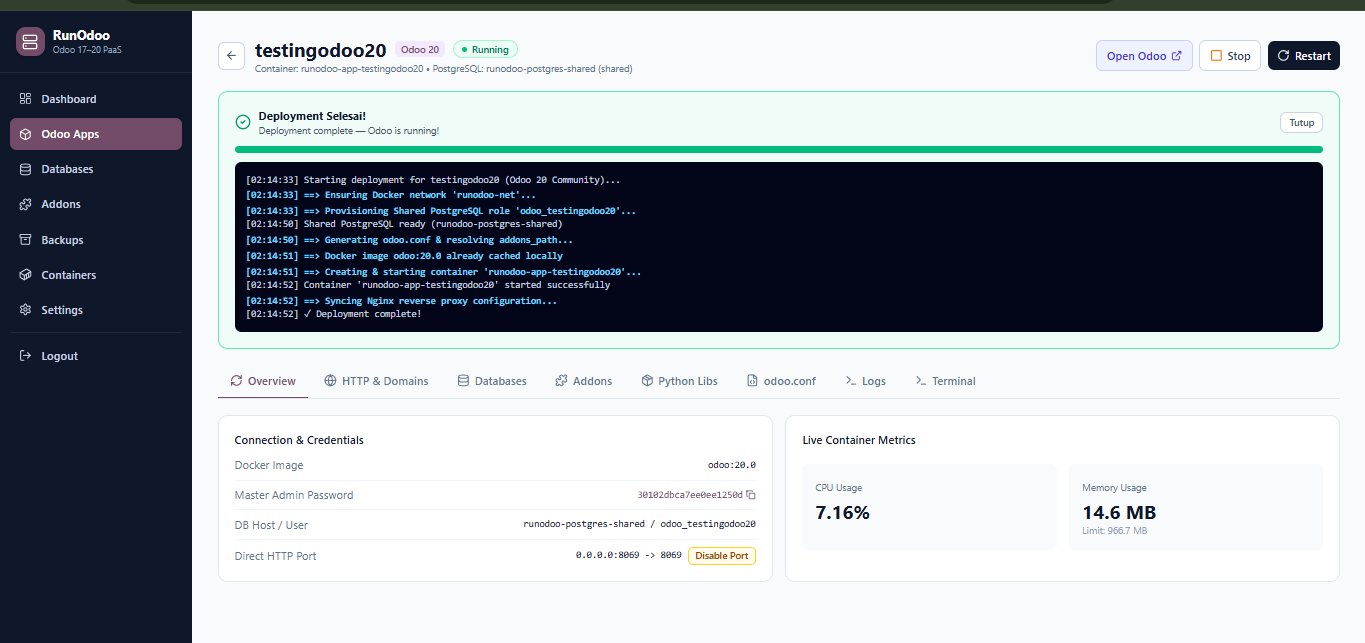 RunOdoo
Odoo 17–20 PaaS
Dashboard
Odoo Apps
Databases
Addons
Backups
Containers
Settings
Logout
testingodoo20 Odoo 20 Running
Container: runodoo-app-testingodoo20 • PostgreSQL: runodoo-postgres-shared (shared)
Open Odoo Stop Restart
Deployment Selesai!
Deployment complete — Odoo is running!
Tutup
[02:14:33] Starting deployment for testingodoo20 (Odoo 20 Community)...
[02:14:33] ==> Ensuring Docker network 'runodoo-net'...
[02:14:33] ==> Provisioning Shared PostgreSQL role 'odoo_testingodoo20'...
[02:14:50] Shared PostgreSQL ready (runodoo-postgres-shared)
[02:14:50] ==> Generating odoo.conf & resolving addons_path...
[02:14:51] ==> Docker image odoo:20.0 already cached locally
[02:14:51] ==> Creating & starting container 'runodoo-app-testingodoo20'...
[02:14:52] Container 'runodoo-app-testingodoo20' started successfully
[02:14:52] ==> Syncing Nginx reverse proxy configuration...
[02:14:52] ✓ Deployment complete!
Overview HTTP & Domains Databases Addons Python Libs odoo.conf Logs Terminal
Connection & Credentials
Docker Image odoo:20.0
Master Admin Password 30102dbca7ee0ee1250d
DB Host / User runodoo-postgres-shared / odoo_testingodoo20
Direct HTTP Port 0.0.0.0:8069 -> 8069 Disable Port
Live Container Metrics
CPU Usage
7.16%
Memory Usage
14.6 MB
Limit: 966.7 MB